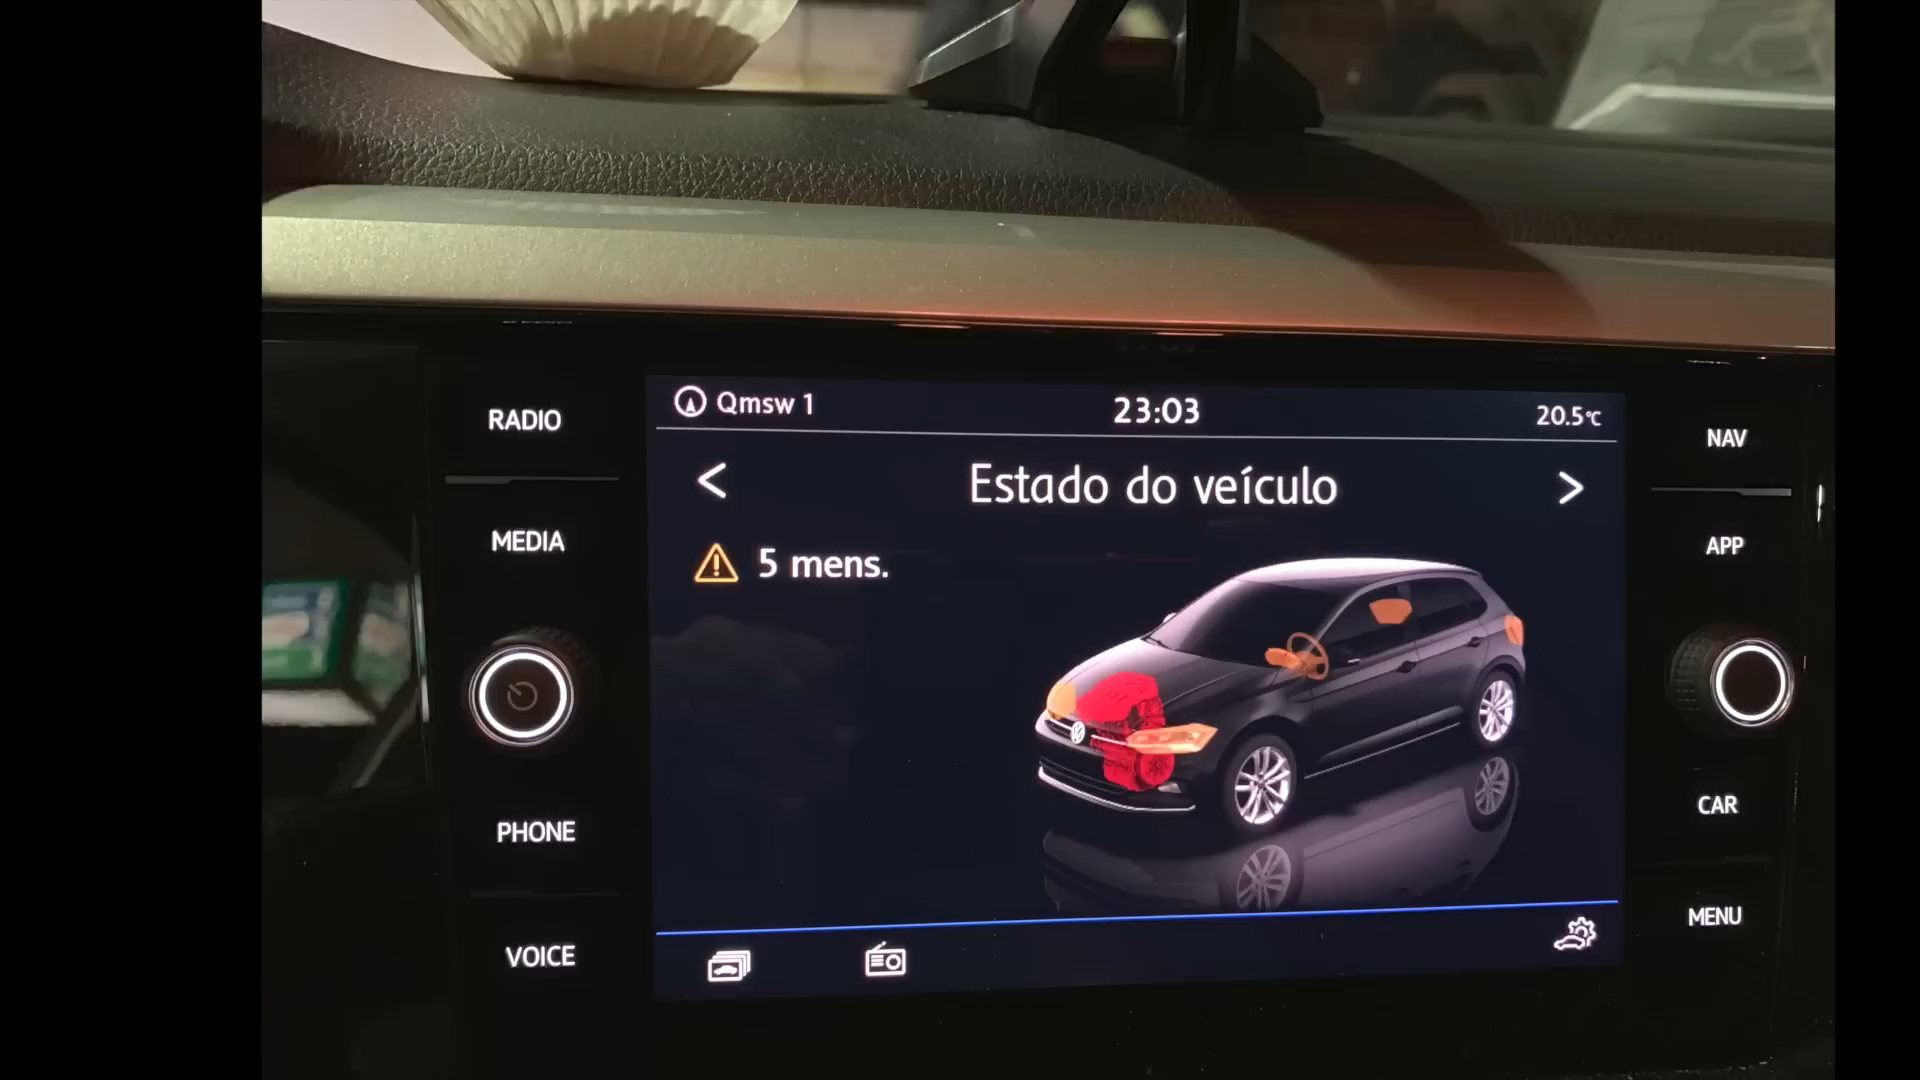 RADIO
MEDIA
PHONE
VOICE
Qmsw 1
23:03
20.5°C
Estado do veículo
5 mens.
NAV
APP
CAR
MENU